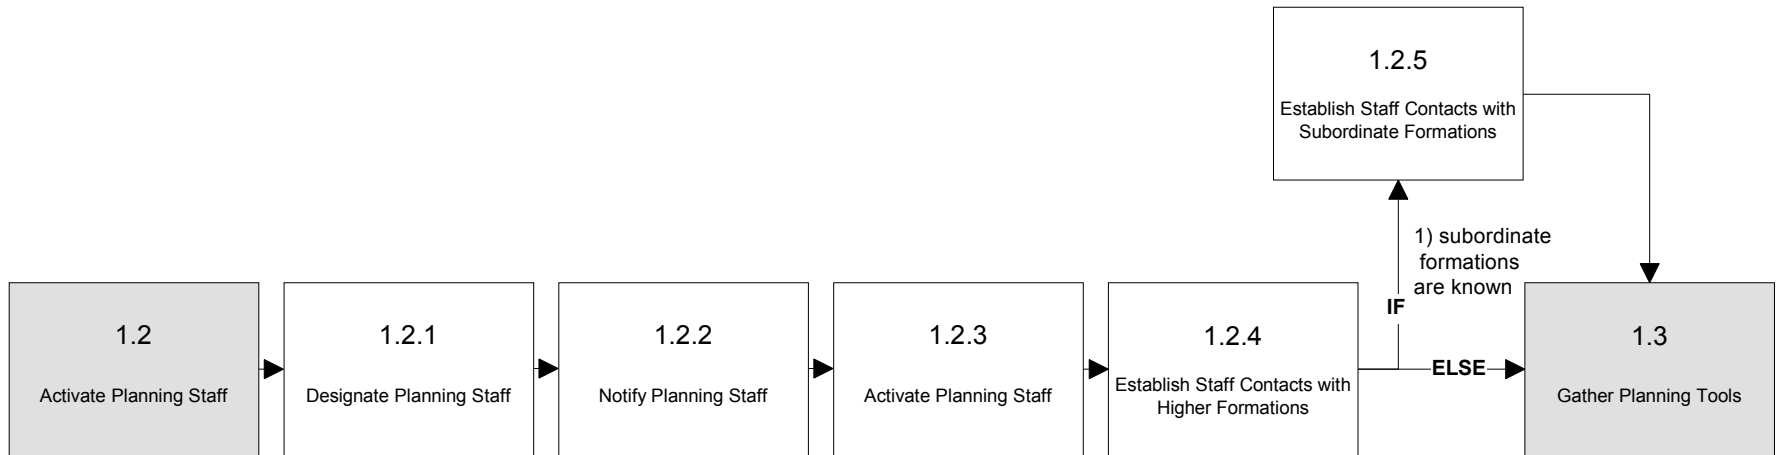 1.2.5
Establish Staff Contacts with
Subordinate Formations
1) subordinate
formations
are known
IF
1.2
Activate Planning Staff
1.2.1
Designate Planning Staff
1.2.2
Notify Planning Staff
1.2.3
Activate Planning Staff
1.2.4
Establish Staff Contacts with
Higher Formations
ELSE
1.3
Gather Planning Tools